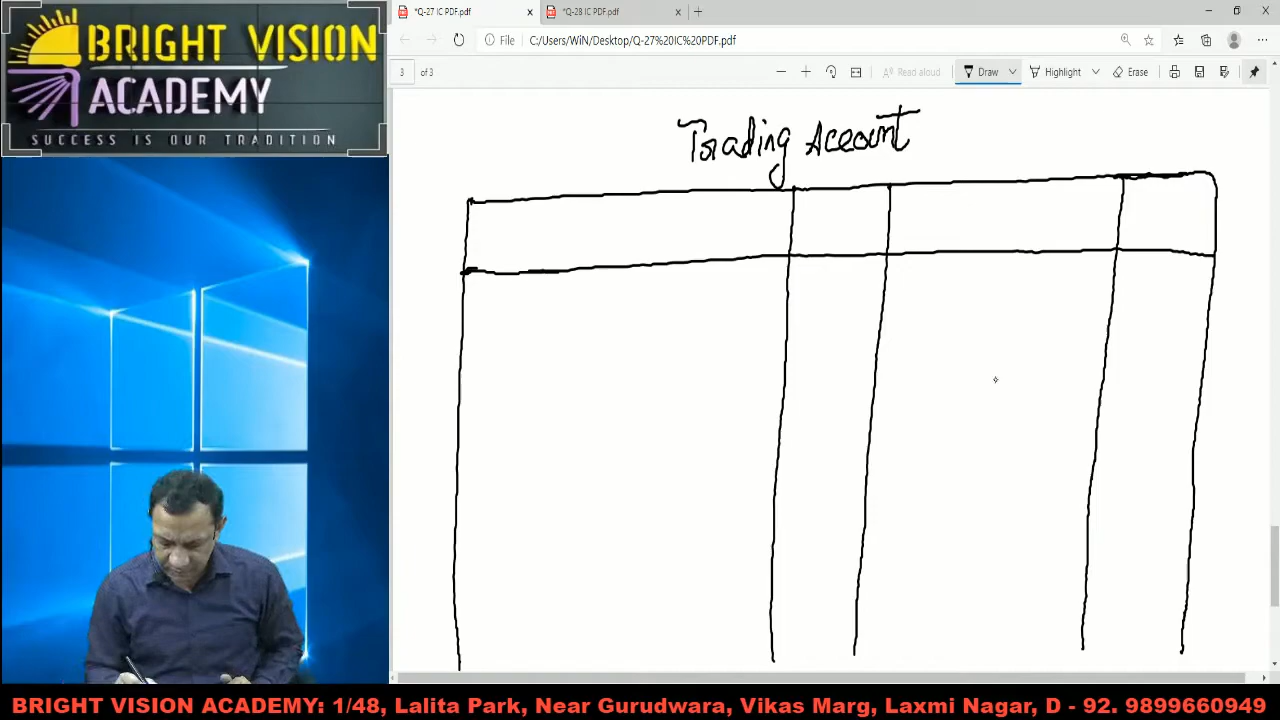 BRIGHT VISION
ACADEMY
SUCCESS IS OUR TRADITION
*Q-27 IC PDF.pdf
*Q-28 IC PDF.pdf
File
C:/Users/WiN/Desktop/Q-27%20IC%20PDF.pdf
3 of 3
Read aloud
Draw
Highlight
Erase
Trading Account
BRIGHT VISION ACADEMY: 1/48, Lalita Park, Near Gurudwara, Vikas Marg, Laxmi Nagar, D - 92. 9899660949